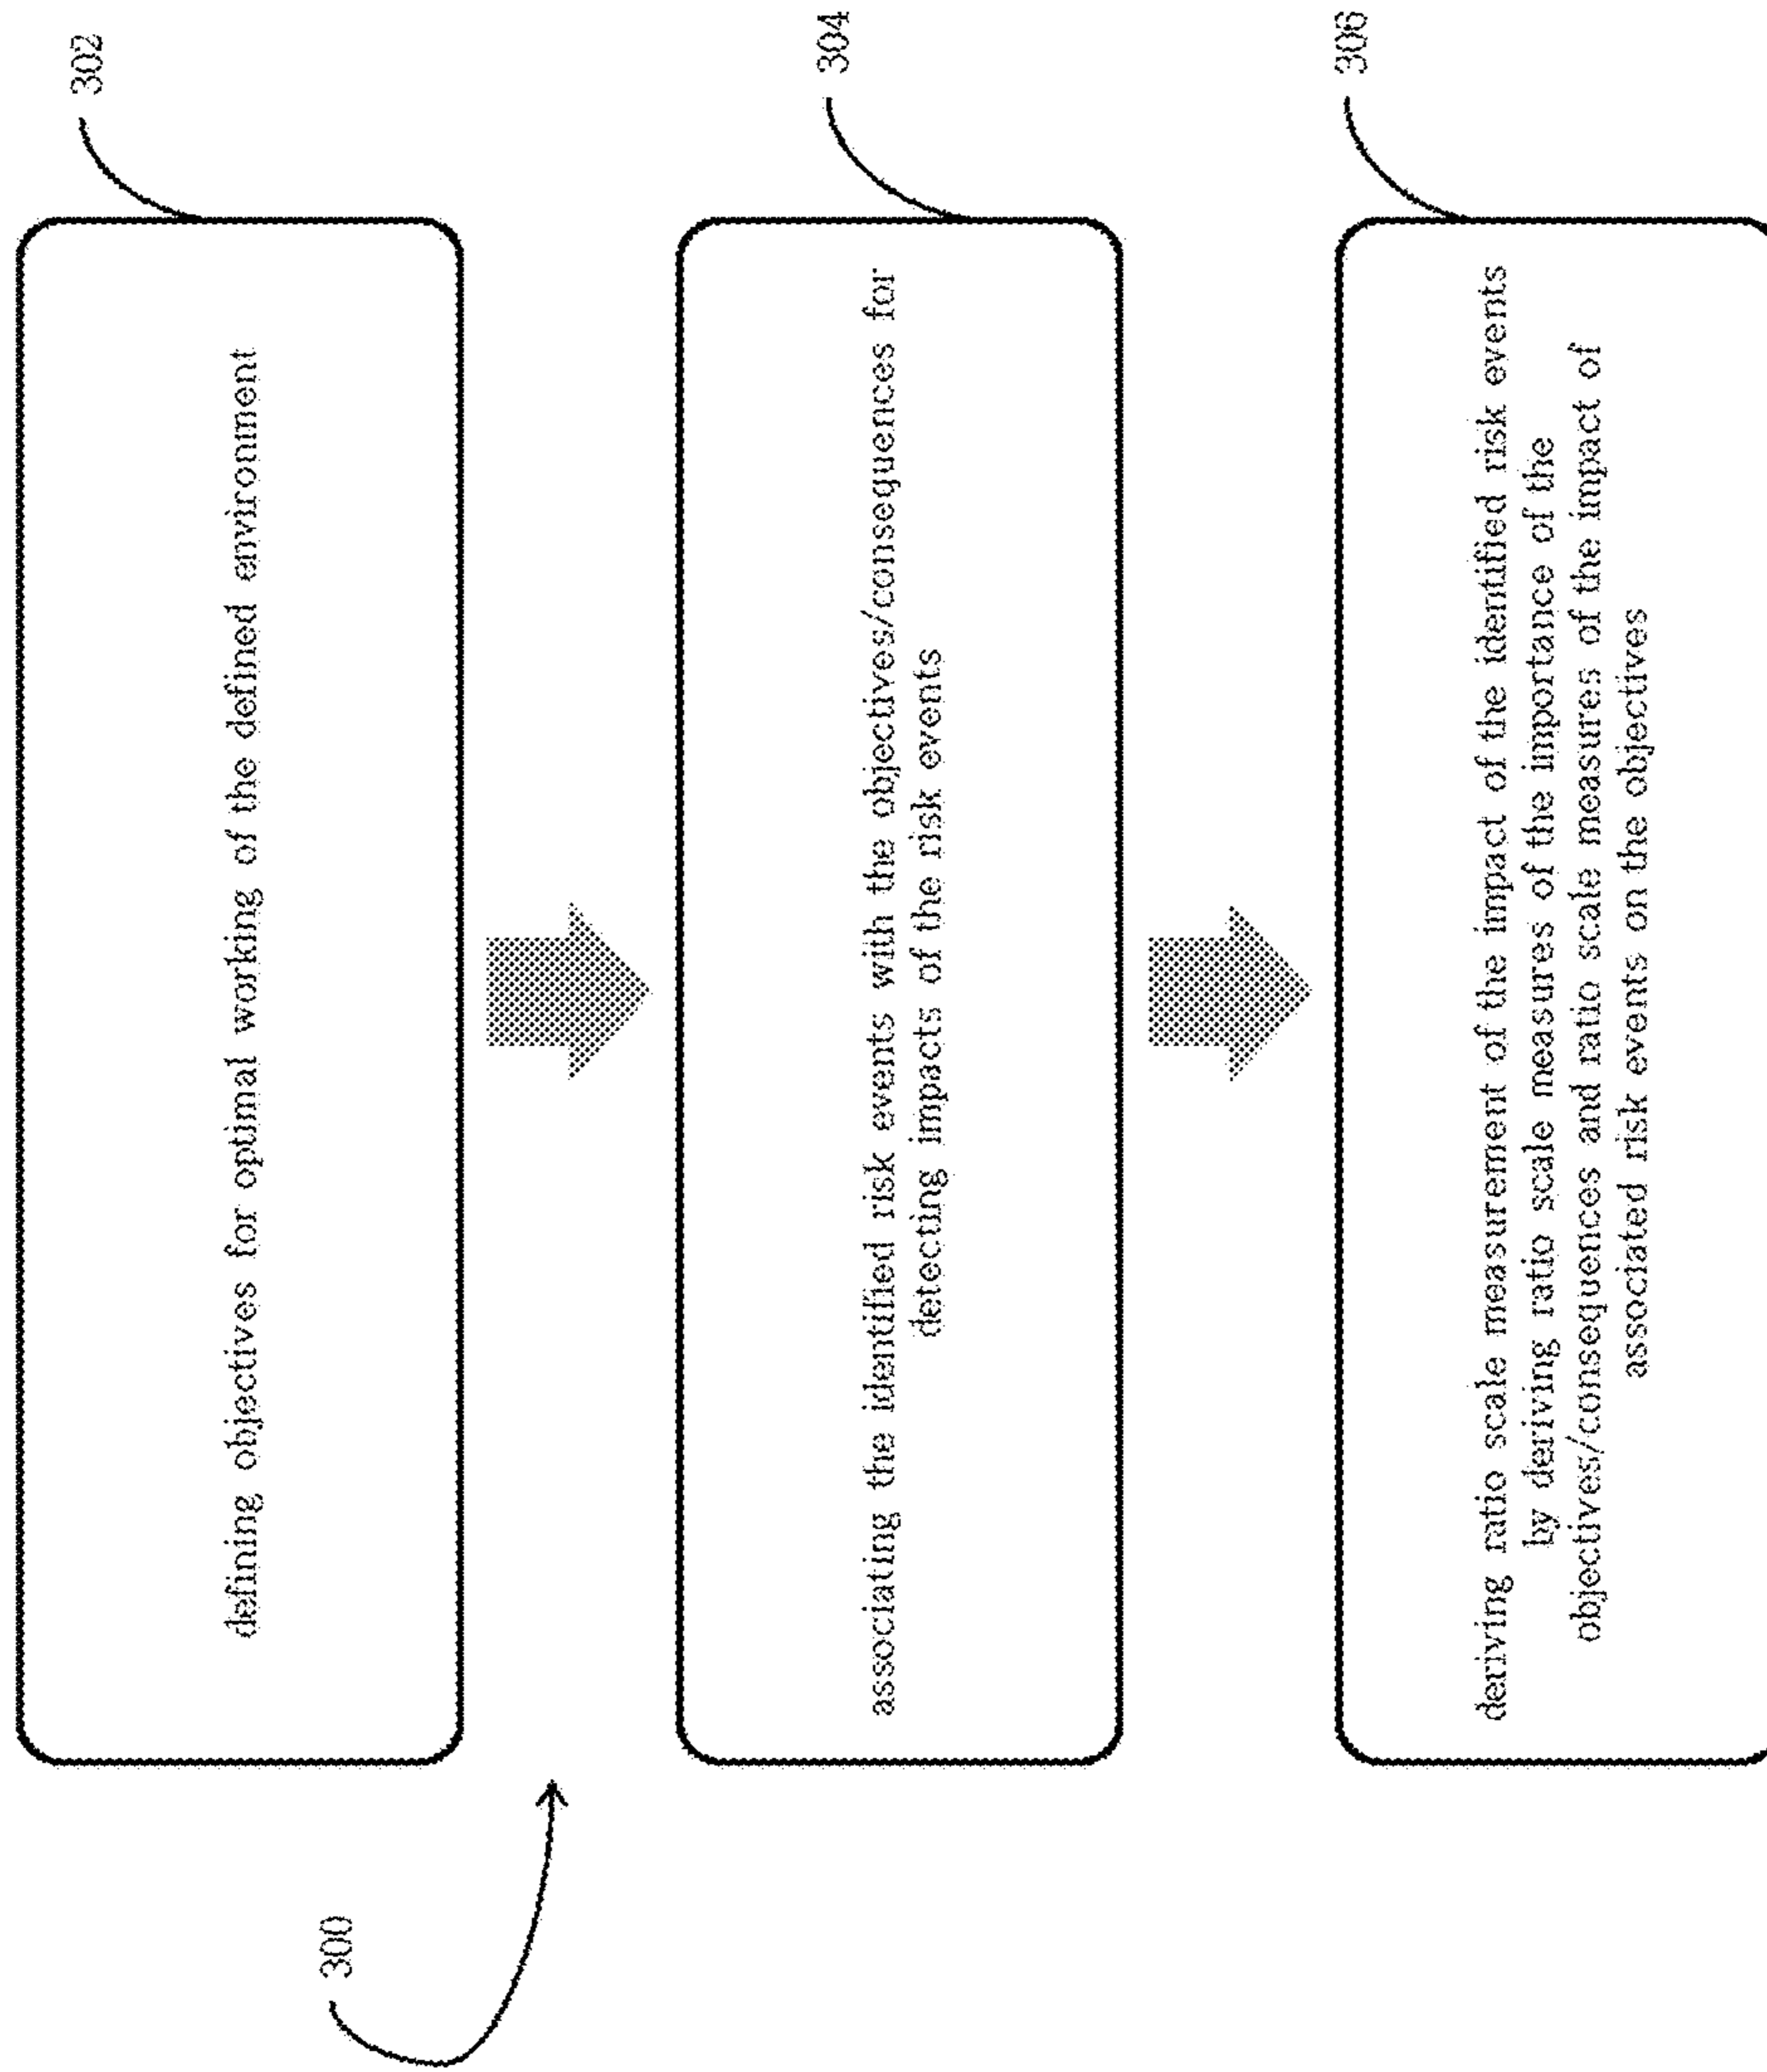 300
302
defining objectives for optimal working of the defined environment
304
associating the identified risk events with the objectives/consequences for
detecting impacts of the risk events
306
deriving ratio scale measurement of the impact of the identified risk events
by deriving ratio scale measures of the importance of the
objectives/consequences and ratio scale measures of the impact of
associated risk events on the objectives